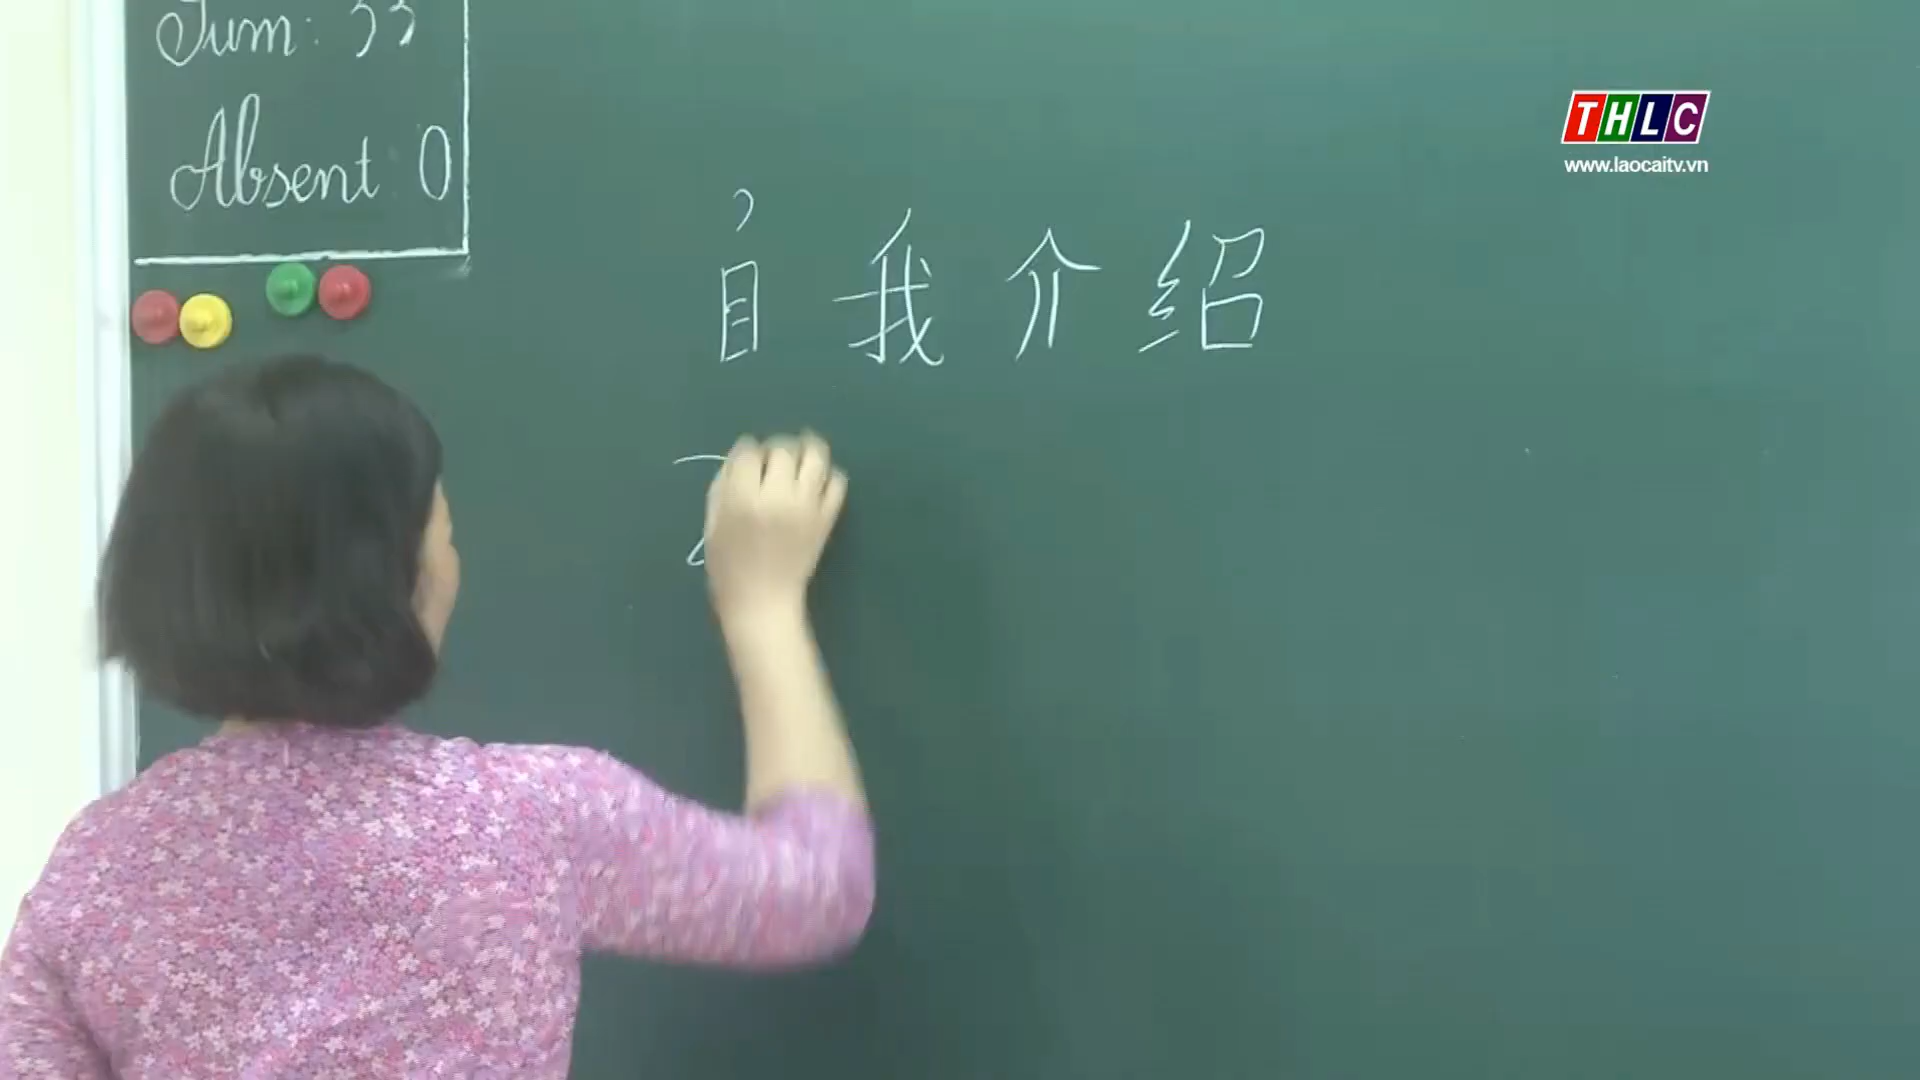 Sum: 33
Absent: 0
THLC
www.laocaitv.vn
自我介绍